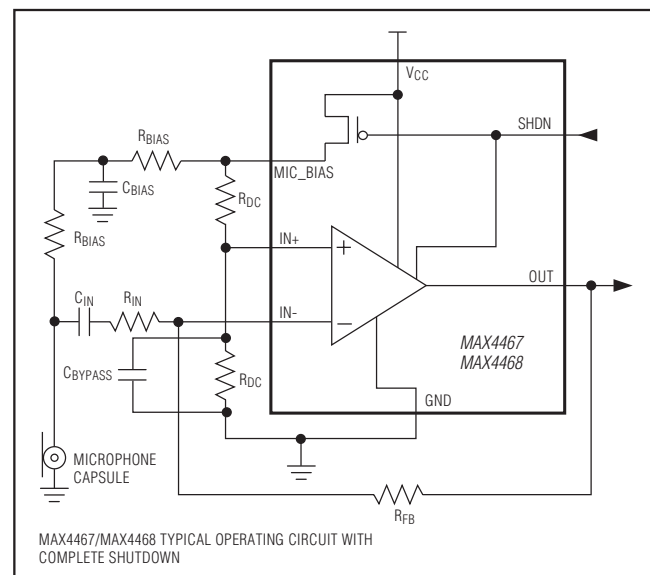 VCC
SHDN
RBIAS
MIC_BIAS
CBIAS
RDC
RBIAS
IN+
+
OUT
CIN
RIN
IN-
−
MAX4467
MAX4468
CBYPASS
RDC
GND
MICROPHONE
CAPSULE
RFB
MAX4467/MAX4468 TYPICAL OPERATING CIRCUIT WITH
COMPLETE SHUTDOWN